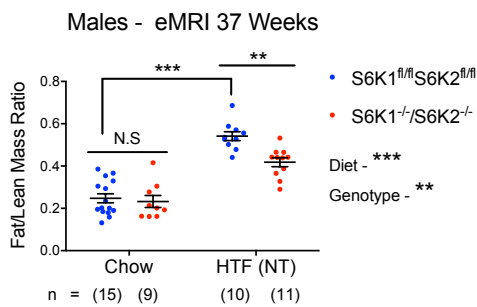 Males - eMRI 37 Weeks
***
**
N.S
S6K1fl/flS6K2fl/fl
S6K1-/-/S6K2-/-
Diet - ***
Genotype - **
Fat/Lean Mass Ratio
0.8
0.6
0.4
0.2
0.0
Chow
HTF (NT)
n = (15) (9) (10) (11)